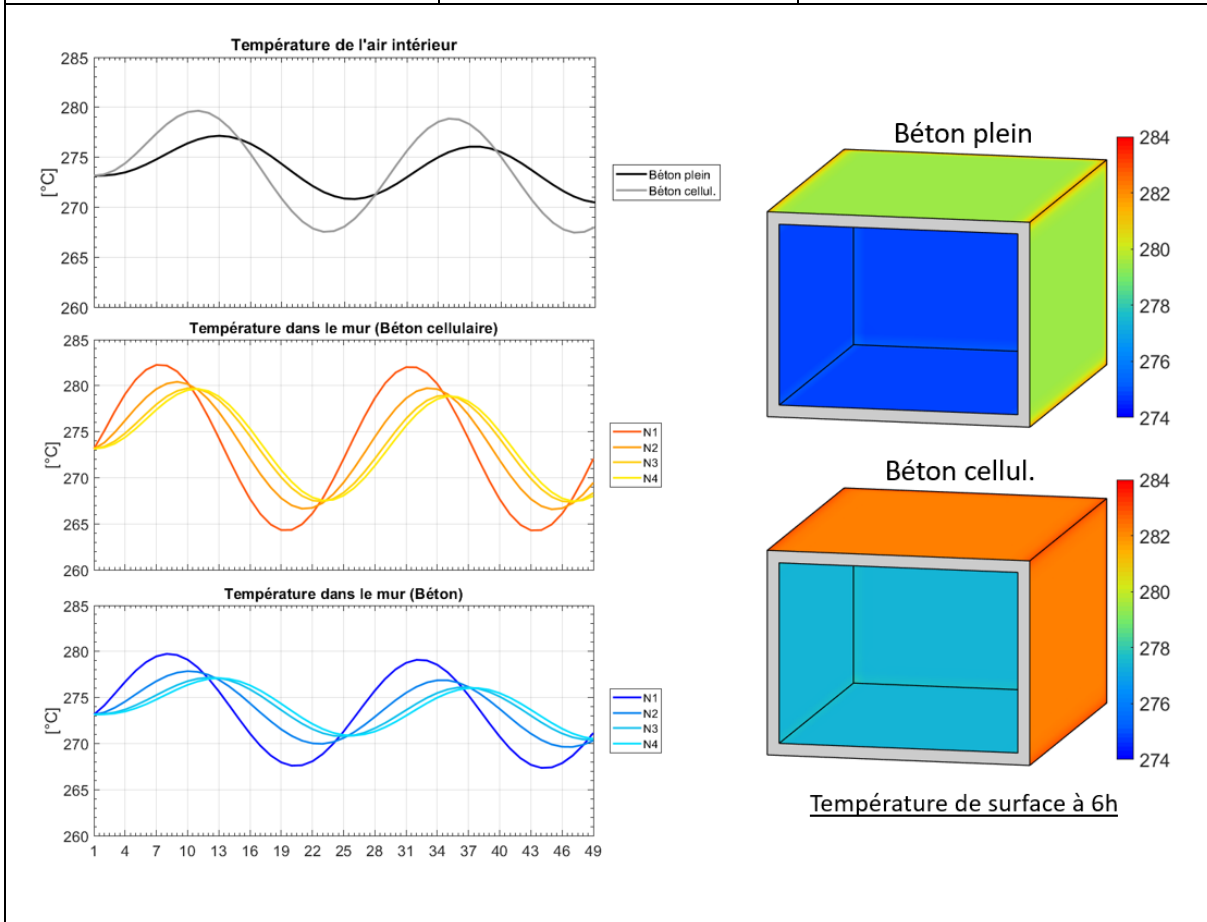 Température de l'air intérieur
285
280
275
270
265
260
[°C]
Béton plein
Béton cellul.
Température dans le mur (Béton cellulaire)
285
280
275
270
265
260
[°C]
N1
N2
N3
N4
Température dans le mur (Béton)
285
280
275
270
265
260
[°C]
N1
N2
N3
N4
1 4 7 10 13 16 19 22 25 28 31 34 37 40 43 46 49
Béton plein
284
282
280
278
276
274
Béton cellul.
284
282
280
278
276
274
Température de surface à 6h